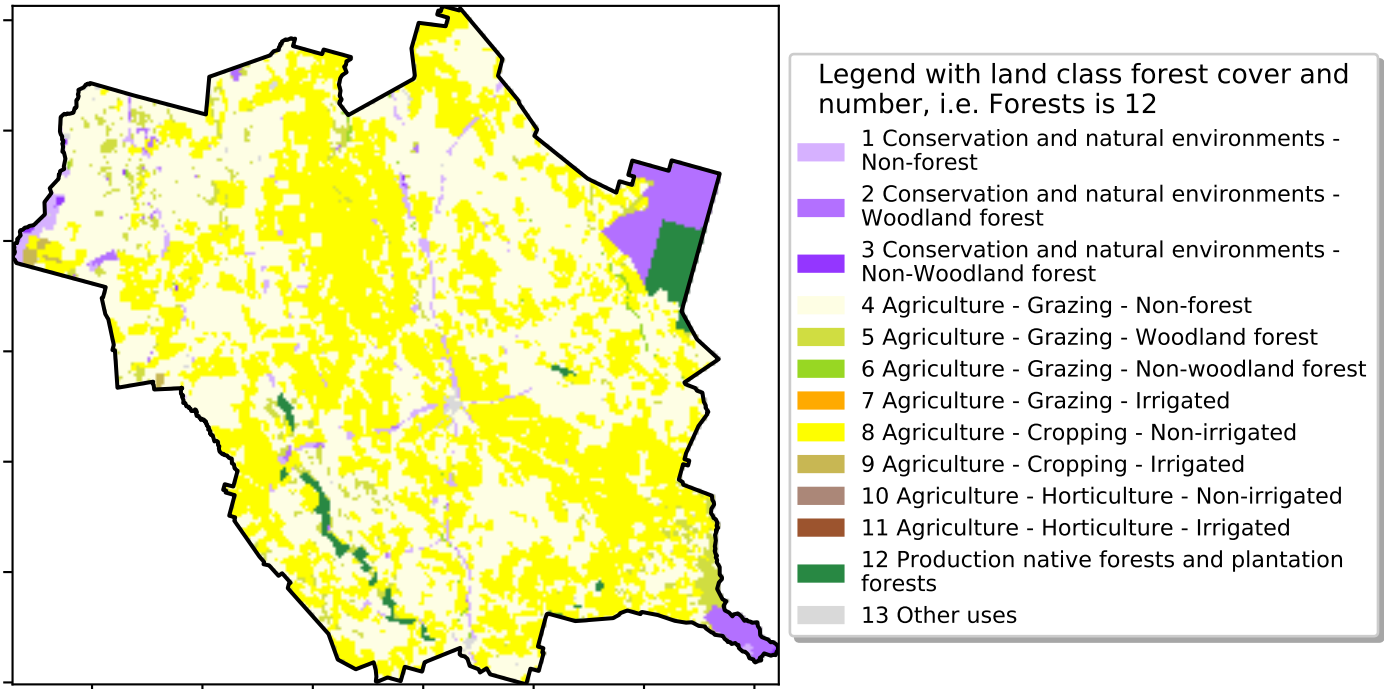 Legend with land class forest cover and
number, i.e. Forests is 12
1 Conservation and natural environments -
Non-forest
2 Conservation and natural environments -
Woodland forest
3 Conservation and natural environments -
Non-Woodland forest
4 Agriculture - Grazing - Non-forest
5 Agriculture - Grazing - Woodland forest
6 Agriculture - Grazing - Non-woodland forest
7 Agriculture - Grazing - Irrigated
8 Agriculture - Cropping - Non-irrigated
9 Agriculture - Cropping - Irrigated
10 Agriculture - Horticulture - Non-irrigated
11 Agriculture - Horticulture - Irrigated
12 Production native forests and plantation
forests
13 Other uses